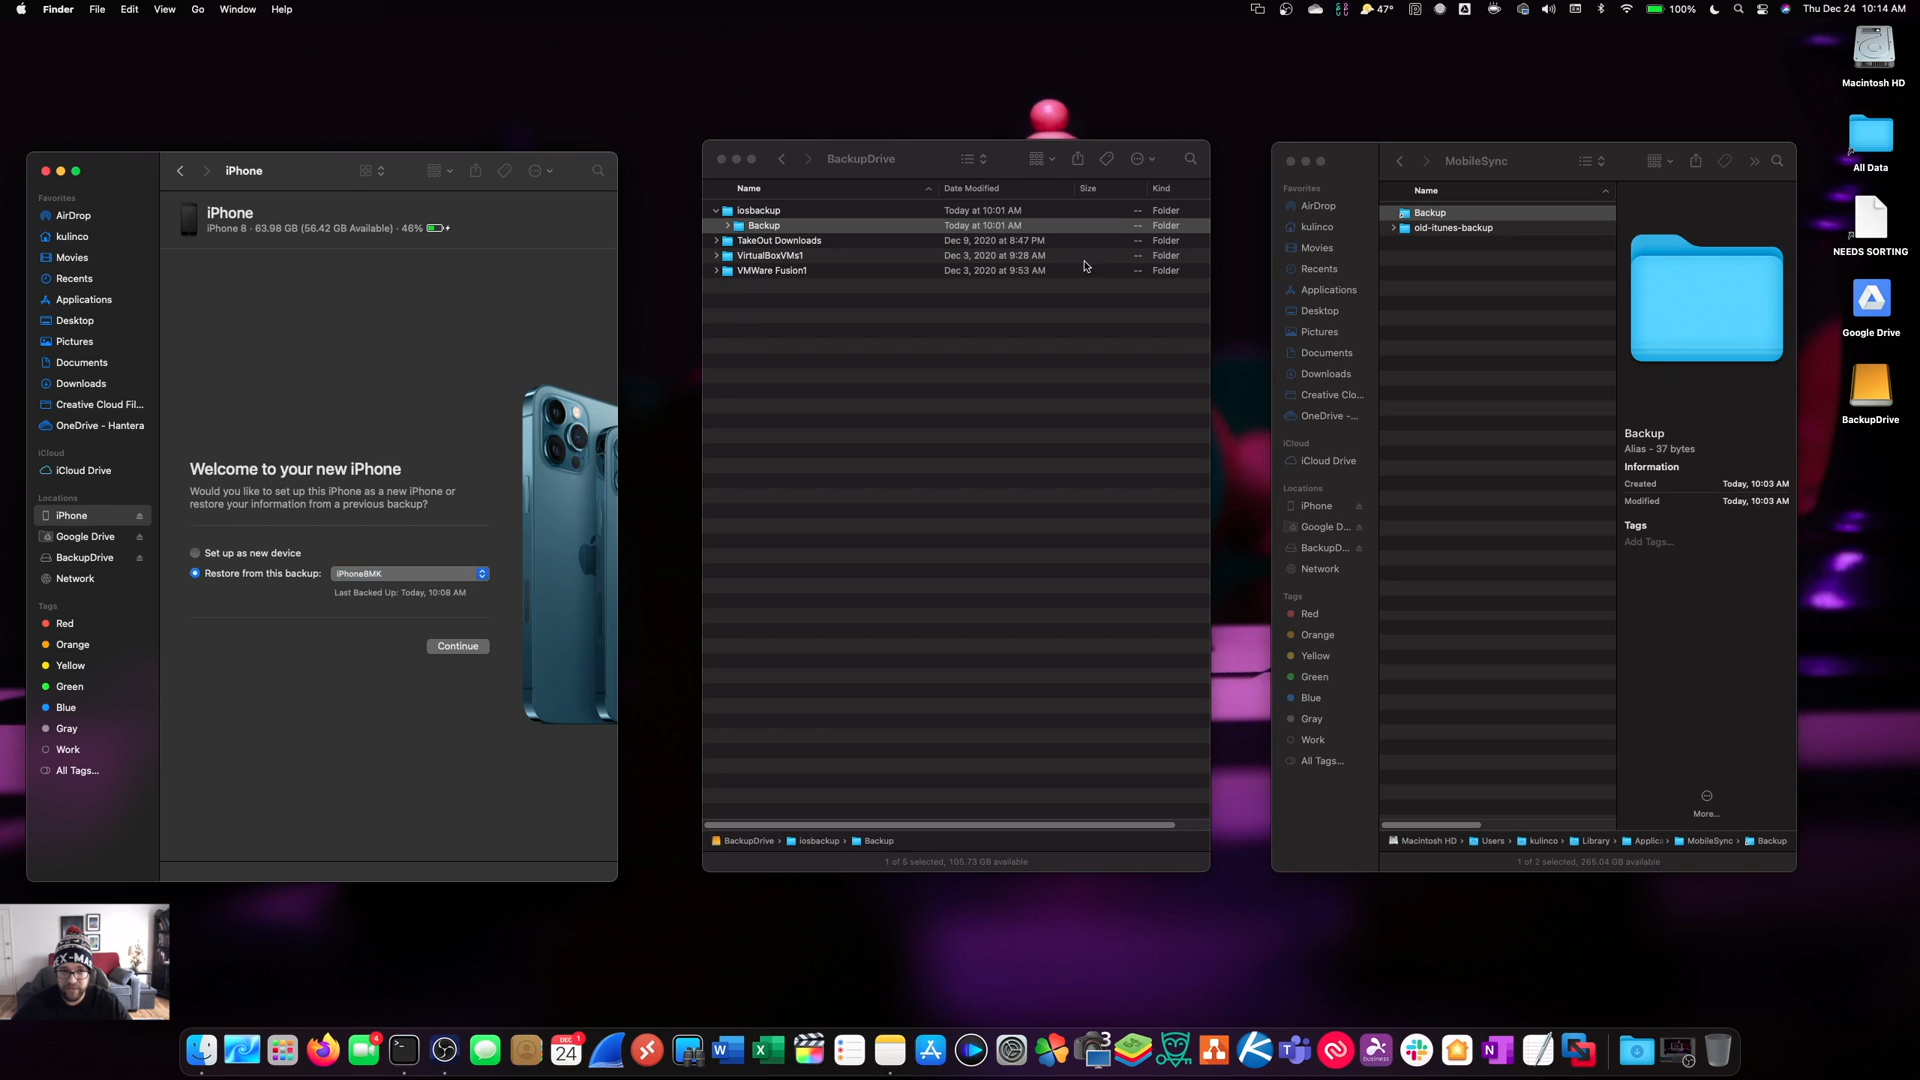 Finder File Edit View Go Window Help
47° 100% Thu Dec 24 10:14 AM
Macintosh HD
All Data
NEEDS SORTING
Google Drive
BackupDrive
iPhone
Favorites
AirDrop
kulinco
Movies
Recents
Applications
Desktop
Pictures
Documents
Downloads
Creative Cloud Fil...
OneDrive - Hantera
iCloud
iCloud Drive
Locations
iPhone
Google Drive
BackupDrive
Network
Tags
Red
Orange
Yellow
Green
Blue
Gray
Work
All Tags...
iPhone
iPhone 8 - 63.98 GB (56.42 GB Available) - 46%
Welcome to your new iPhone
Would you like to set up this iPhone as a new iPhone or
restore your information from a previous backup?
Set up as new device
Restore from this backup: iPhone8MK
Last Backed Up: Today, 10:08 AM
Continue
BackupDrive
Name Date Modified Size Kind
iosbackup Today at 10:01 AM -- Folder
Backup Today at 10:01 AM -- Folder
TakeOut Downloads Dec 9, 2020 at 8:47 PM -- Folder
VirtualBoxVMs1 Dec 3, 2020 at 9:28 AM -- Folder
VMWare Fusion1 Dec 3, 2020 at 9:53 AM -- Folder
BackupDrive › iosbackup › Backup
1 of 5 selected, 105.73 GB available
MobileSync
Favorites
AirDrop
kulinco
Movies
Recents
Applications
Desktop
Pictures
Documents
Downloads
Creative Clo...
OneDrive -...
iCloud
iCloud Drive
Locations
iPhone
Google D...
BackupD...
Network
Tags
Red
Orange
Yellow
Green
Blue
Gray
Work
All Tags...
Name
Backup
old-itunes-backup
Backup
Alias - 37 bytes
Information
Created Today, 10:03 AM
Modified Today, 10:03 AM
Tags
Add Tags...
More...
Macintosh HD › Users › kulinco › Library › Applic › MobileSync › Backup
1 of 2 selected, 265.04 GB available
EX-MA
4
DEC 1
24
3
64
business